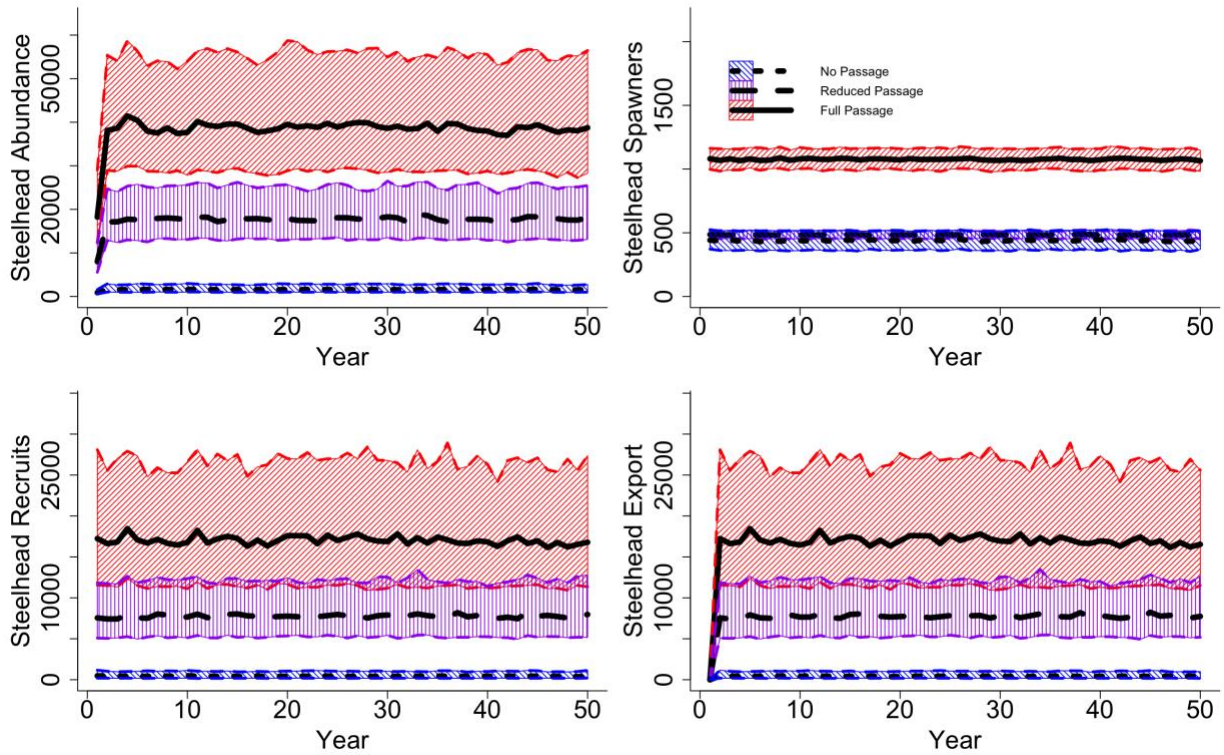 Steelhead Abundance
0 20000 50000
0 10 20 30 40 50
Year
Steelhead Spawners
0 500 1500
No Passage
Reduced Passage
Full Passage
0 10 20 30 40 50
Year
Steelhead Recruits
0 10000 25000
0 10 20 30 40 50
Year
Steelhead Export
0 10000 25000
0 10 20 30 40 50
Year